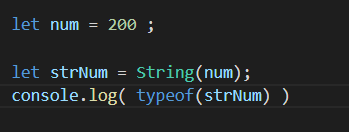 let num = 200 ;
let strNum = String(num);
console.log( typeof(strNum) )